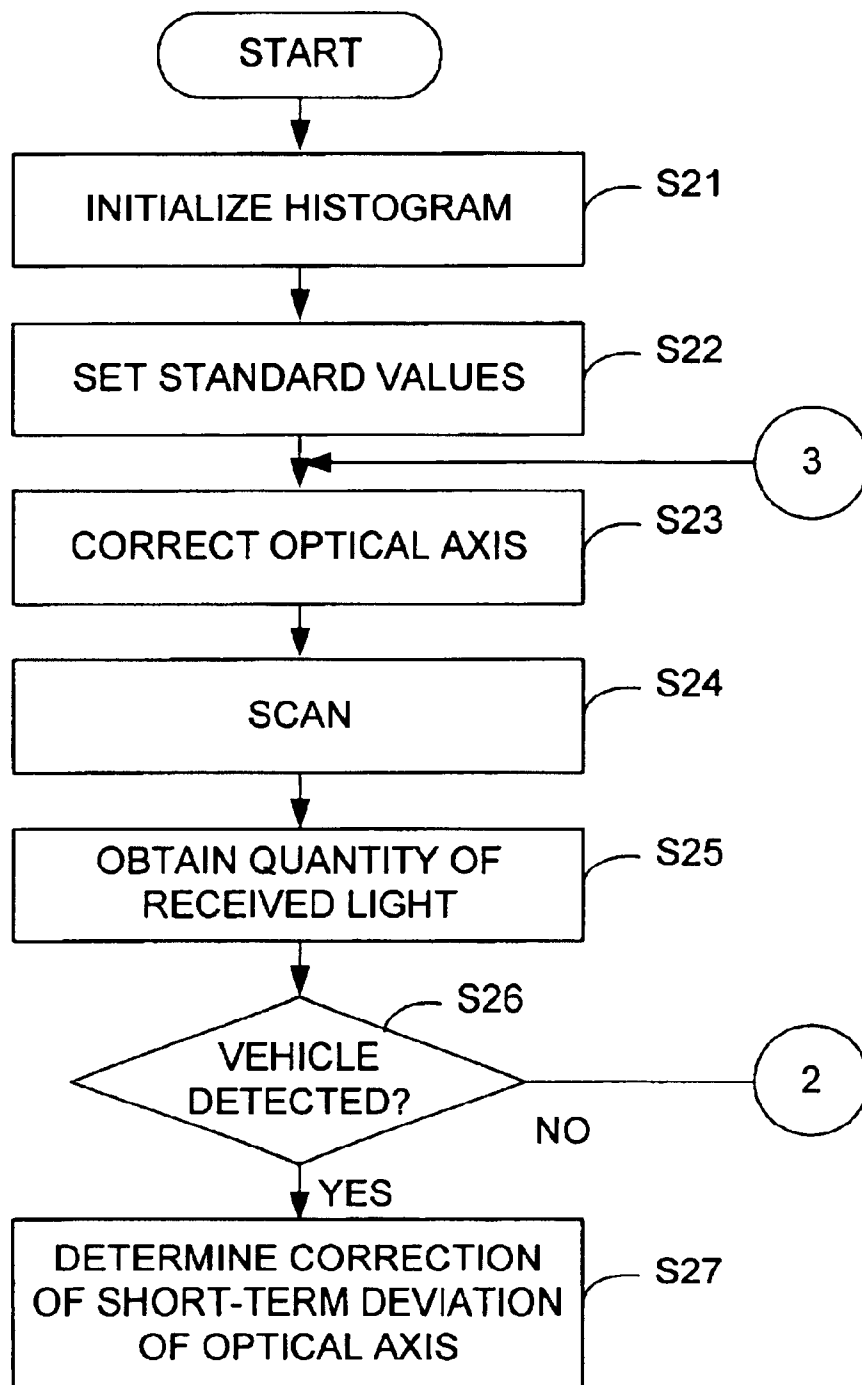 START
INITIALIZE HISTOGRAM
S21
SET STANDARD VALUES
S22
3
CORRECT OPTICAL AXIS
S23
SCAN
S24
OBTAIN QUANTITY OF
RECEIVED LIGHT
S25
S26
VEHICLE
DETECTED?
2
NO
YES
DETERMINE CORRECTION
OF SHORT-TERM DEVIATION
OF OPTICAL AXIS
S27